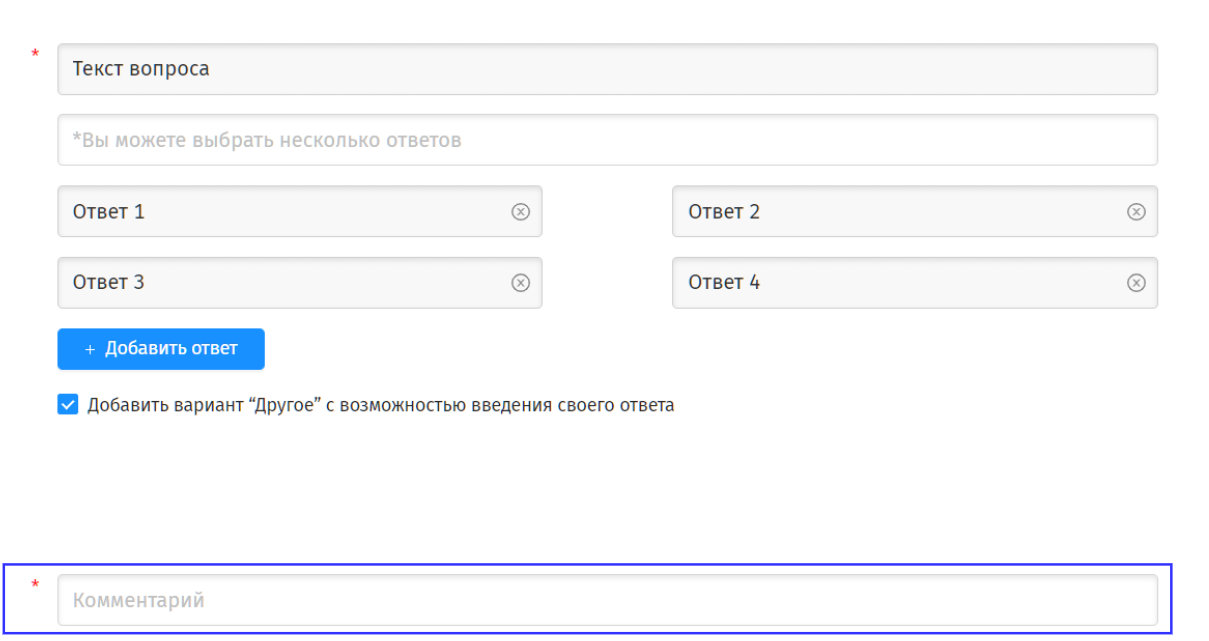 *
Текст вопроса
*Вы можете выбрать несколько ответов
Ответ 1
Ответ 2
Ответ 3
Ответ 4
+ Добавить ответ
Добавить вариант “Другое” с возможностью введения своего ответа
*
Комментарий